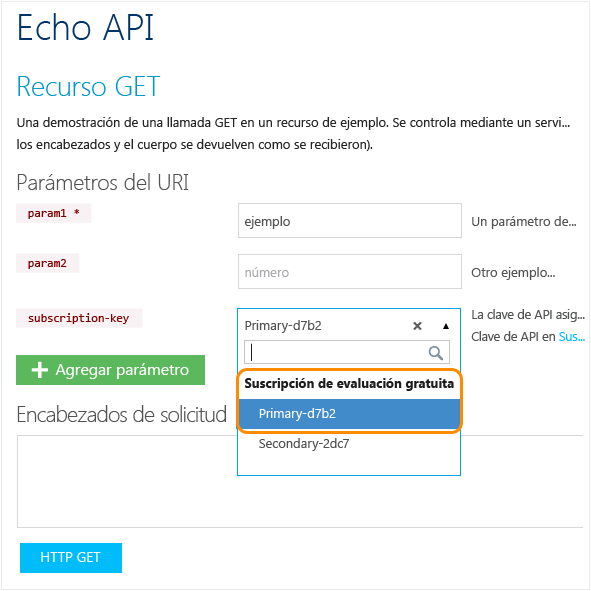 Echo API
Recurso GET
Una demostración de una llamada GET en un recurso de ejemplo. Se controla mediante un servi...
los encabezados y el cuerpo se devuelven como se recibieron).
Parámetros del URI
param1 *
ejemplo
Un parámetro de...
param2
número
Otro ejemplo...
subscription-key
Primary-d7b2
La clave de API asig...
Clave de API en Sus...
Agregar parámetro
Suscripción de evaluación gratuita
Primary-d7b2
Secondary-2dc7
Encabezados de solicitud
HTTP GET